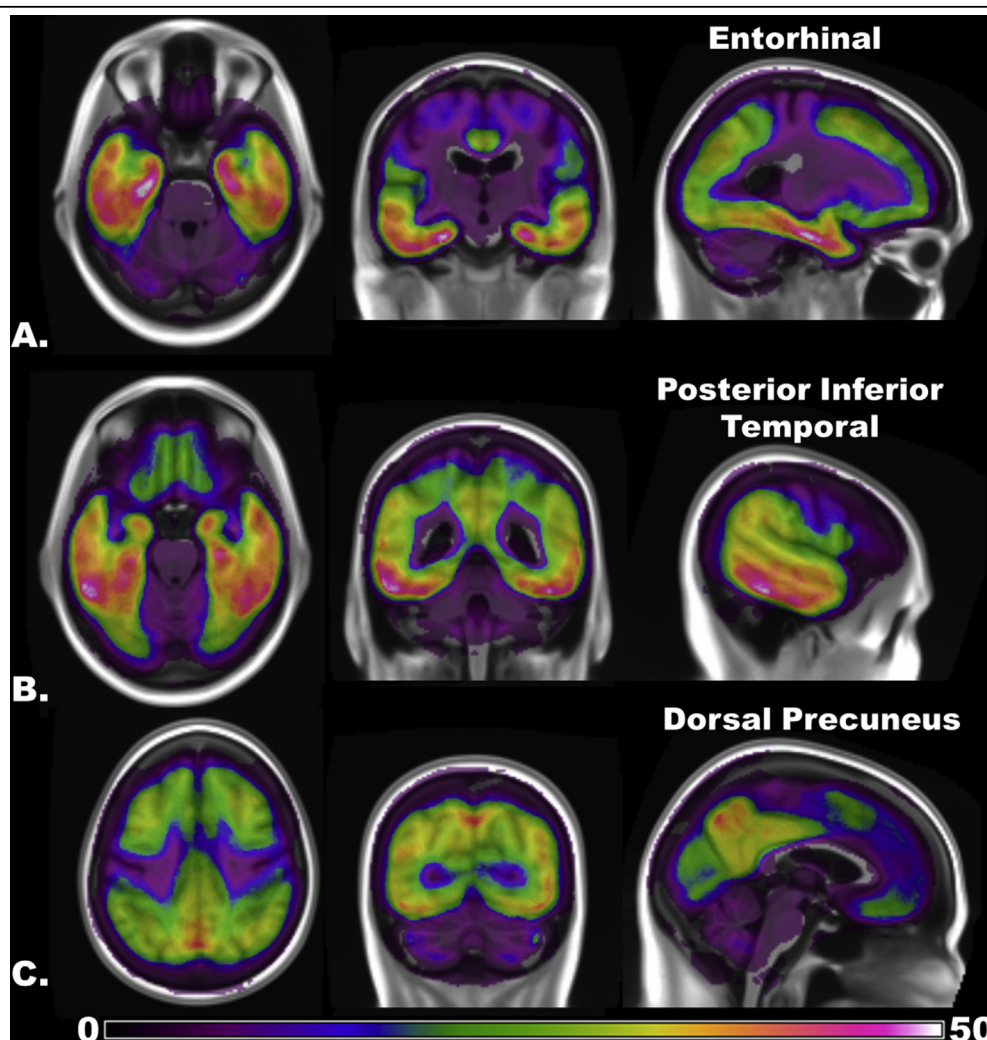 Entorhinal
A.
Posterior Inferior
Temporal
B.
Dorsal Precuneus
C.
0 50